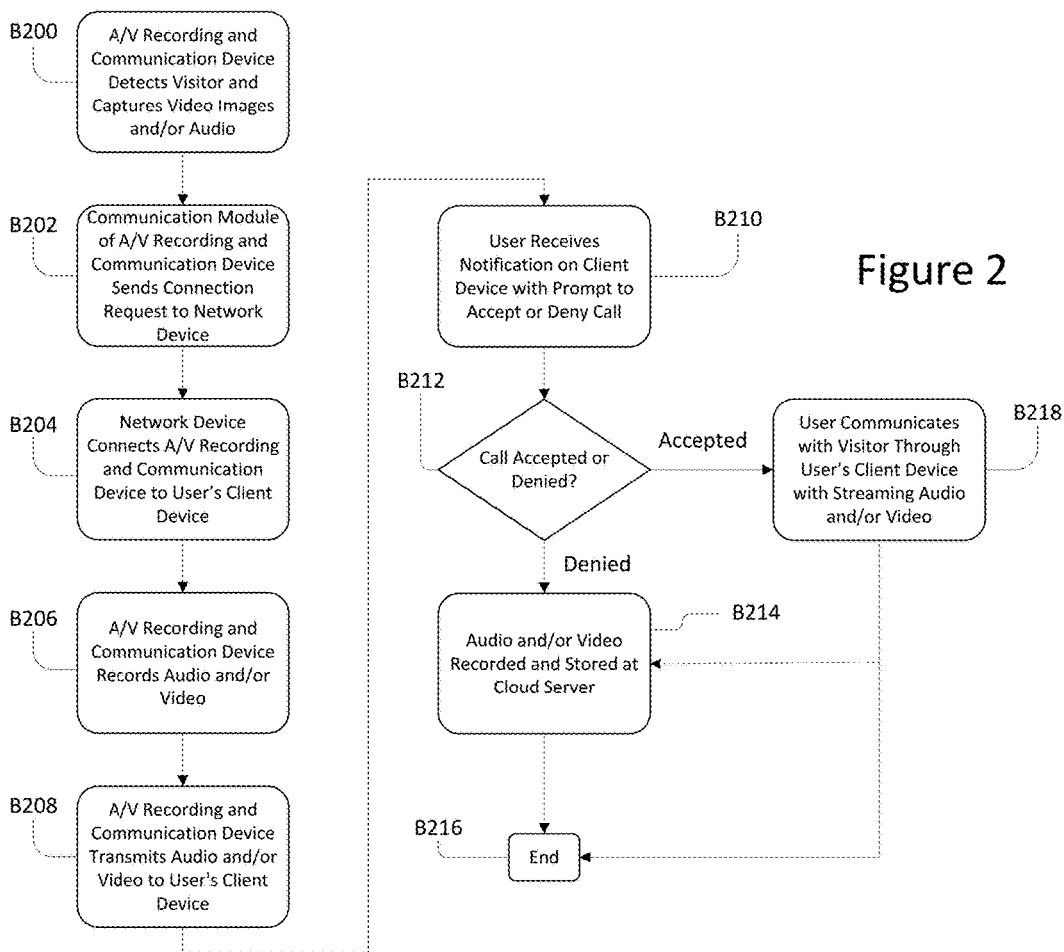 B200
A/V Recording and
Communication Device
Detects Visitor and
Captures Video Images
and/or Audio
B202
Communication Module
of A/V Recording and
Communication Device
Sends Connection
Request to Network
Device
B204
Network Device
Connects A/V Recording
and Communication
Device to User's Client
Device
B206
A/V Recording and
Communication Device
Records Audio and/or
Video
B208
A/V Recording and
Communication Device
Transmits Audio and/or
Video to User's Client
Device
B210
User Receives
Notification on Client
Device with Prompt to
Accept or Deny Call
Figure 2
B212
Call Accepted or
Denied?
Accepted
B218
User Communicates
with Visitor Through
User's Client Device
with Streaming Audio
and/or Video
Denied
B214
Audio and/or Video
Recorded and Stored at
Cloud Server
B216
End